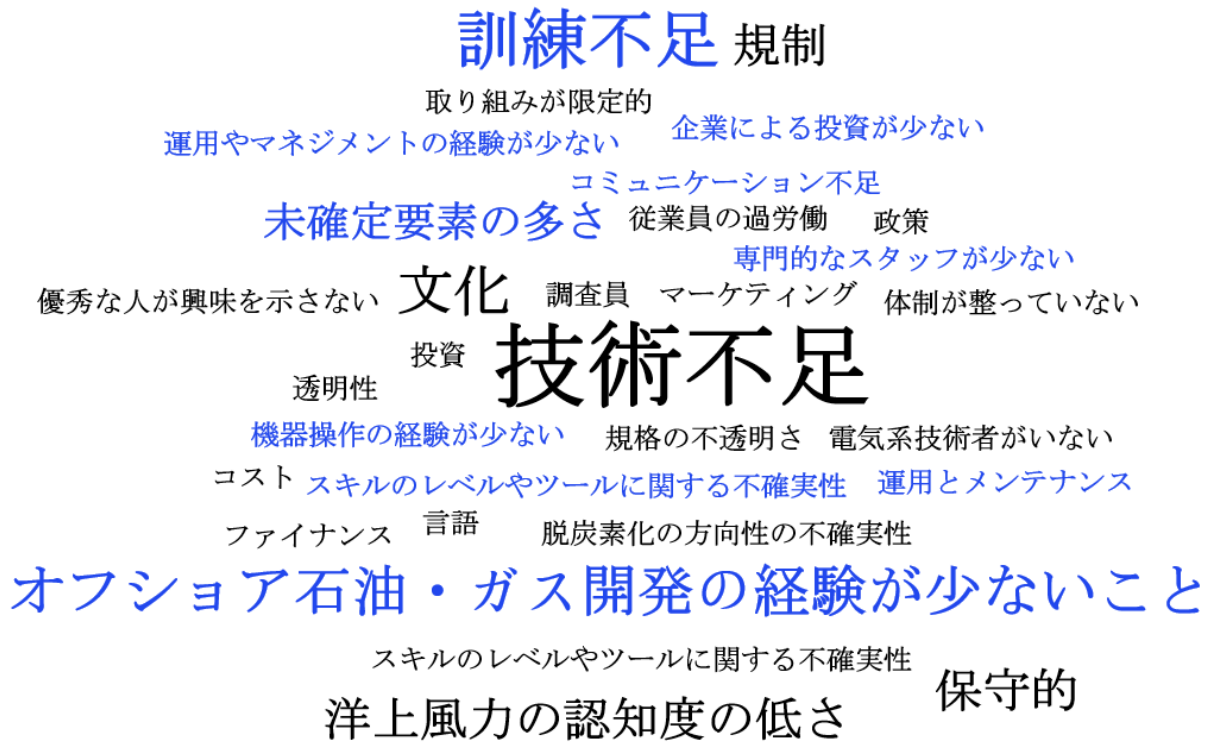 訓練不足 規制
取り組みが限定的
運用やマネジメントの経験が少ない 企業による投資が少ない
コミュニケーション不足
未確定要素の多さ 従業員の過労働 政策
専門的なスタッフが少ない
優秀な人が興味を示さない 文化 調査員 マーケティング 体制が整っていない
投資 技術不足
透明性
機器操作の経験が少ない 規格の不透明さ 電気系技術者がいない
コスト スキルのレベルやツールに関する不確実性 運用とメンテナンス
ファイナンス 言語 脱炭素化の方向性の不確実性
オフショア石油・ガス開発の経験が少ないこと
スキルのレベルやツールに関する不確実性 保守的
洋上風力の認知度の低さ